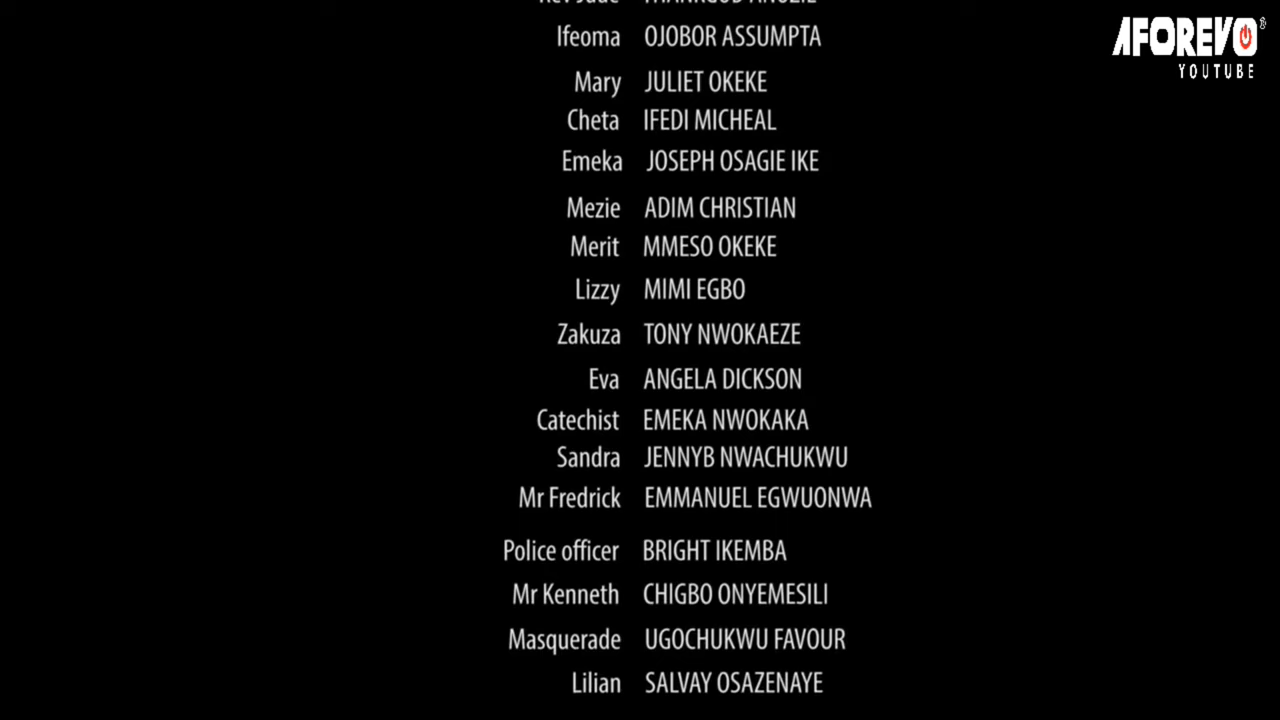 Ifeoma OJOBOR ASSUMPTA
Mary JULIET OKEKE
Cheta IFEDI MICHEAL
Emeka JOSEPH OSAGIE IKE
Mezie ADIM CHRISTIAN
Merit MMESO OKEKE
Lizzy MIMI EGBO
Zakuza TONY NWOKAEZE
Eva ANGELA DICKSON
Catechist EMEKA NWOKAKA
Sandra JENNYB NWACHUKWU
Mr Fredrick EMMANUEL EGWUONWA
Police officer BRIGHT IKEMBA
Mr Kenneth CHIGBO ONYEMESILI
Masquerade UGOCHUKWU FAVOUR
Lilian SALVAY OSAZENAYE
AFOREVO
YOUTUBE